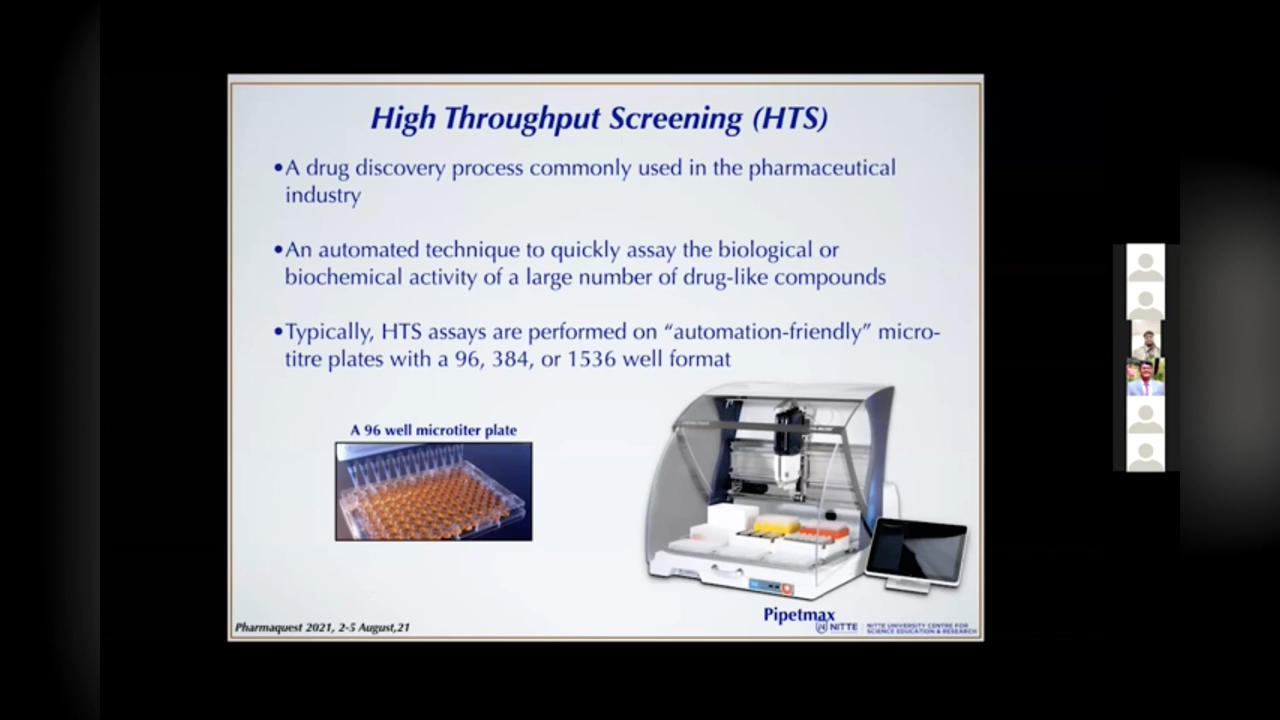 High Throughput Screening (HTS)
•A drug discovery process commonly used in the pharmaceutical
industry
•An automated technique to quickly assay the biological or
biochemical activity of a large number of drug-like compounds
•Typically, HTS assays are performed on “automation-friendly” micro-
titre plates with a 96, 384, or 1536 well format
A 96 well microtiter plate
Pipetmax
Pharmaquest 2021, 2-5 August,21
NITTE
NITTE UNIVERSITY CENTRE FOR
SCIENCE EDUCATION & RESEARCH